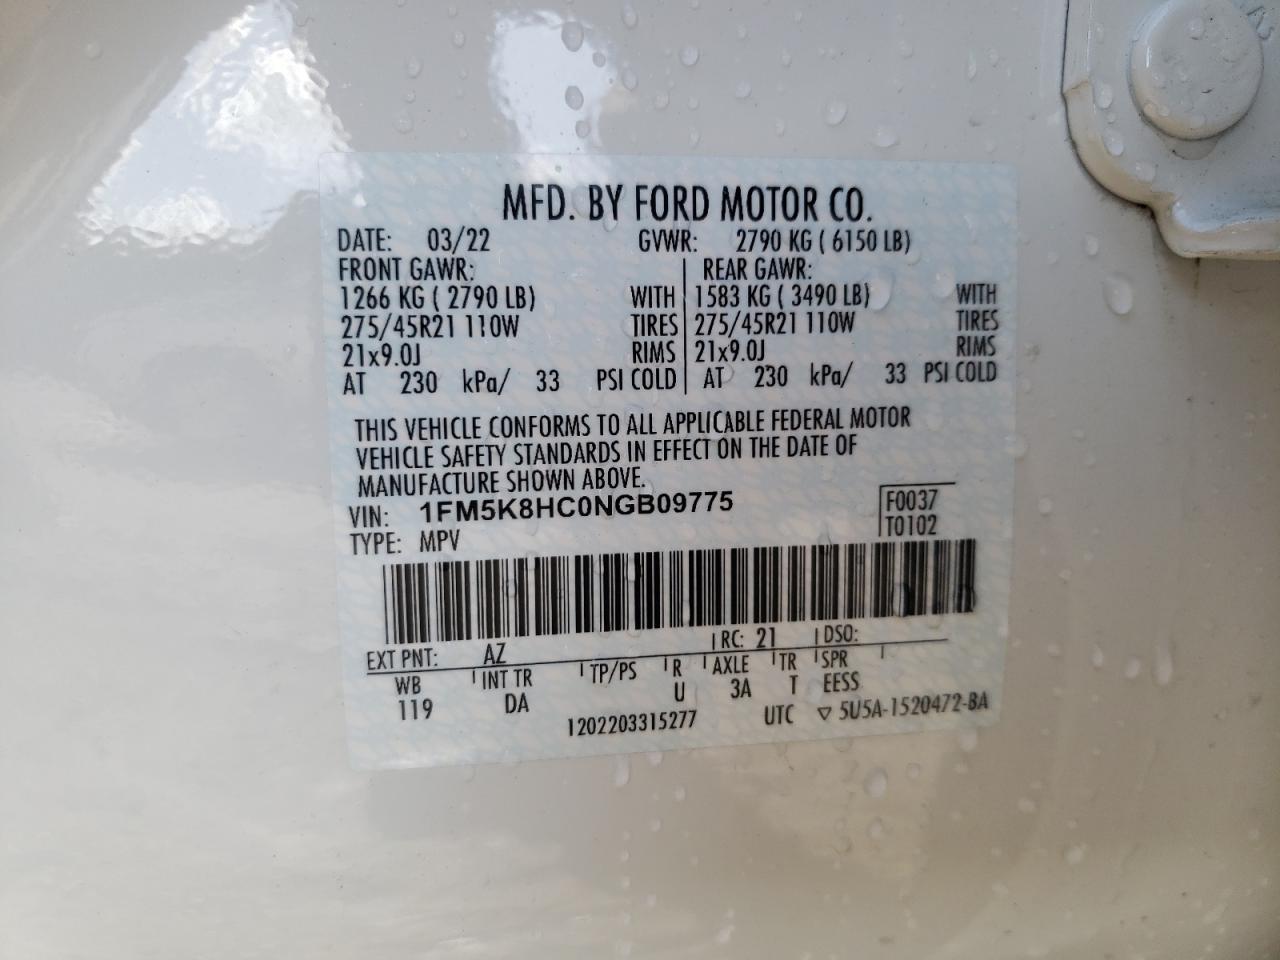 MFD. BY FORD MOTOR CO.
DATE: 03/22 GVWR: 2790 KG ( 6150 LB)
FRONT GAWR: REAR GAWR:
1266 KG ( 2790 LB) WITH 1583 KG ( 3490 LB) WITH
275/45R21 110W TIRES 275/45R21 110W TIRES
21x9.0J RIMS 21x9.0J RIMS
AT 230 kPa/ 33 PSI COLD AT 230 kPa/ 33 PSI COLD
THIS VEHICLE CONFORMS TO ALL APPLICABLE FEDERAL MOTOR
VEHICLE SAFETY STANDARDS IN EFFECT ON THE DATE OF
MANUFACTURE SHOWN ABOVE.
VIN: 1FM5K8HC0NGB09775 F0037
TYPE: MPV T0102
EXT PNT: AZ RC: 21 DSO:
WB INT TR TP/PS R AXLE TR SPR
119 DA U 3A T EESS
1202203315277 UTC ▽ 5U5A-1520472-BA